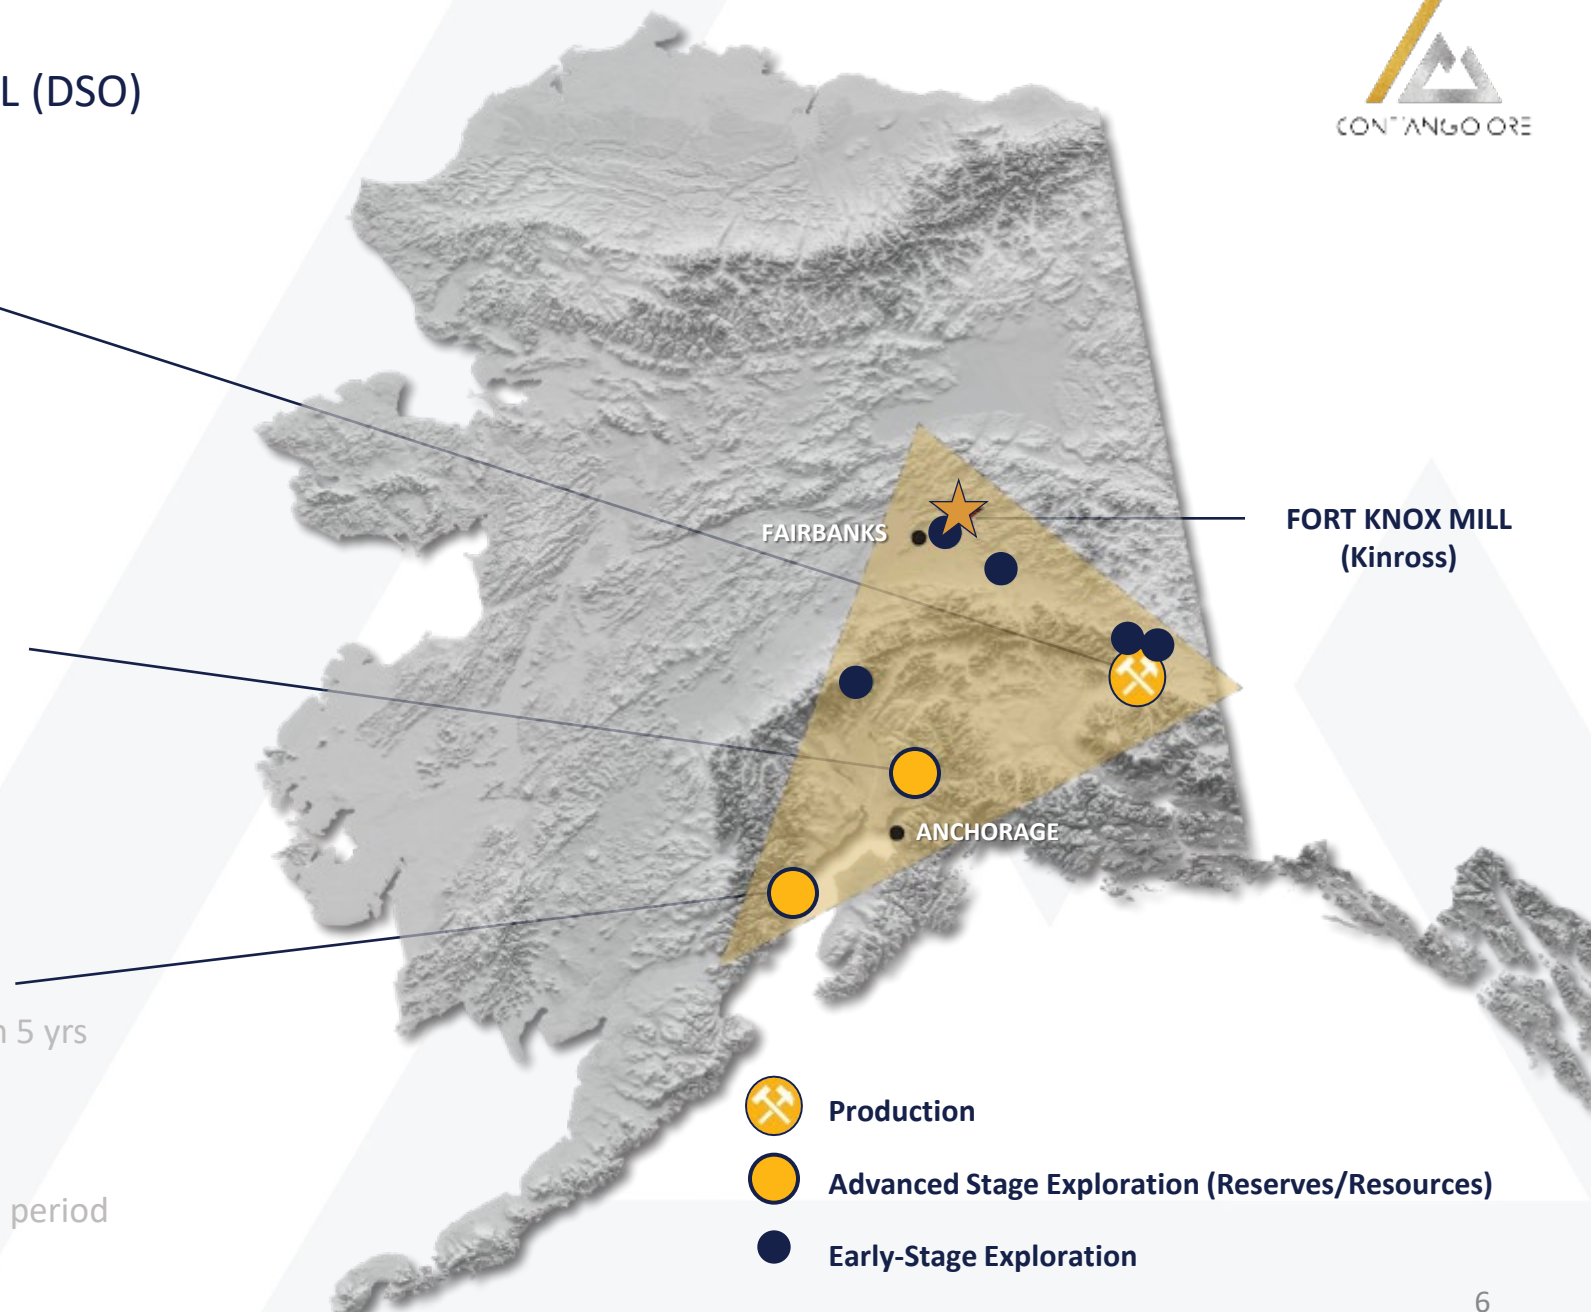 L (DSO)
CONTANGO ORE
FAIRBANKS
FORT KNOX MILL
(Kinross)
ANCHORAGE
5 yrs
period
Production
Advanced Stage Exploration (Reserves/Resources)
Early-Stage Exploration
6